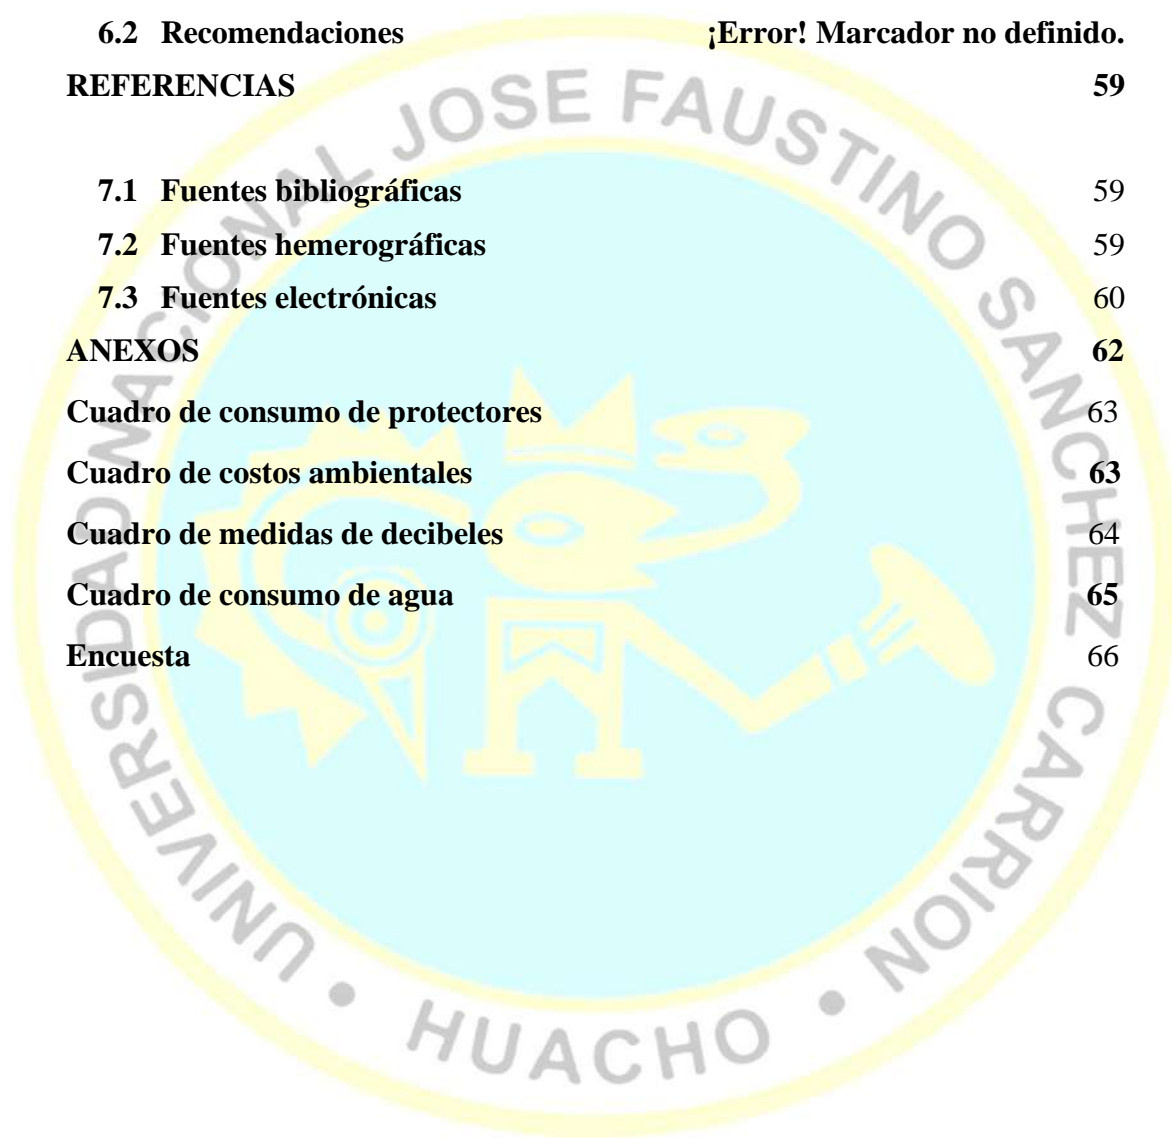 6.2 Recomendaciones ¡Error! Marcador no definido.
REFERENCIAS 59
7.1 Fuentes bibliográficas 59
7.2 Fuentes hemerográficas 59
7.3 Fuentes electrónicas 60
ANEXOS 62
Cuadro de consumo de protectores 63
Cuadro de costos ambientales 63
Cuadro de medidas de decibeles 64
Cuadro de consumo de agua 65
Encuesta 66
UNIVERSIDAD NACIONAL JOSE FAUSTINO SANCHEZ CARRION • HUACHO •